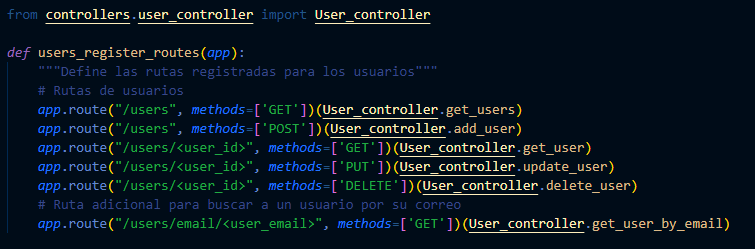 from controllers.user_controller import User_controller
def users_register_routes(app):
"""Define las rutas registradas para los usuarios"""
# Rutas de usuarios
app.route("/users", methods=['GET'])(User_controller.get_users)
app.route("/users", methods=['POST'])(User_controller.add_user)
app.route("/users/<user_id>", methods=['GET'])(User_controller.get_user)
app.route("/users/<user_id>", methods=['PUT'])(User_controller.update_user)
app.route("/users/<user_id>", methods=['DELETE'])(User_controller.delete_user)
# Ruta adicional para buscar a un usuario por su correo
app.route("/users/email/<user_email>", methods=['GET'])(User_controller.get_user_by_email)